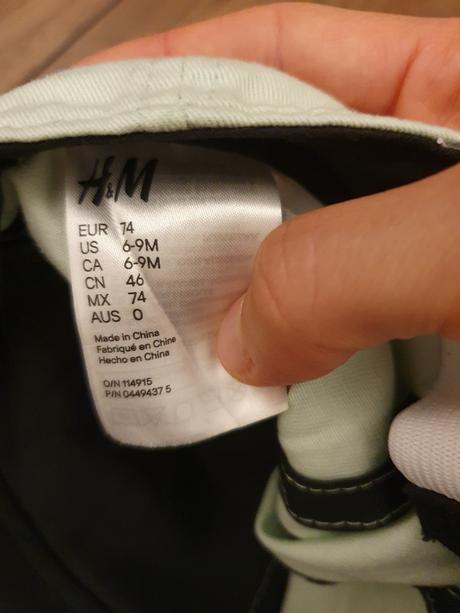 H&M
EUR 74
US 6-9M
CA 6-9M
CN 46
MX 74
AUS 0
Made in China
Fabriqué en Chine
Hecho en China
O/N 114915
P/N 0449437 5